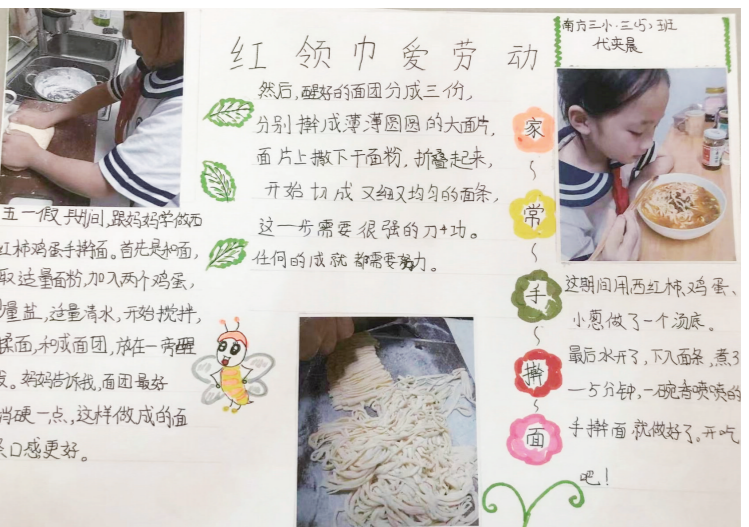 红领巾爱劳动
南方三小·三(5)班
代奕晨
五一假期间,跟妈妈学做西
红柿鸡蛋手擀面。首先是和面,
取适量面粉,加入两个鸡蛋,
量盐,适量清水,开始搅拌,
揉面,和成面团,放在一旁醒
发。妈妈告诉我,面团最好
稍硬一点,这样做成的面
条口感更好。
然后,醒好的面团分成三份,
分别擀成薄薄圆圆的大面片,
面片上撒下干面粉,折叠起来,
开始切成又细又均匀的面条,
这一步需要很强的刀功。
任何的成就都需要努力。
家
常
手
擀
面
这期间用西红柿、鸡蛋、
小葱做了一个汤底。
最后水开了,下入面条,煮3
一5分钟,一碗香喷喷的
手擀面就做好了。开吃
吧!